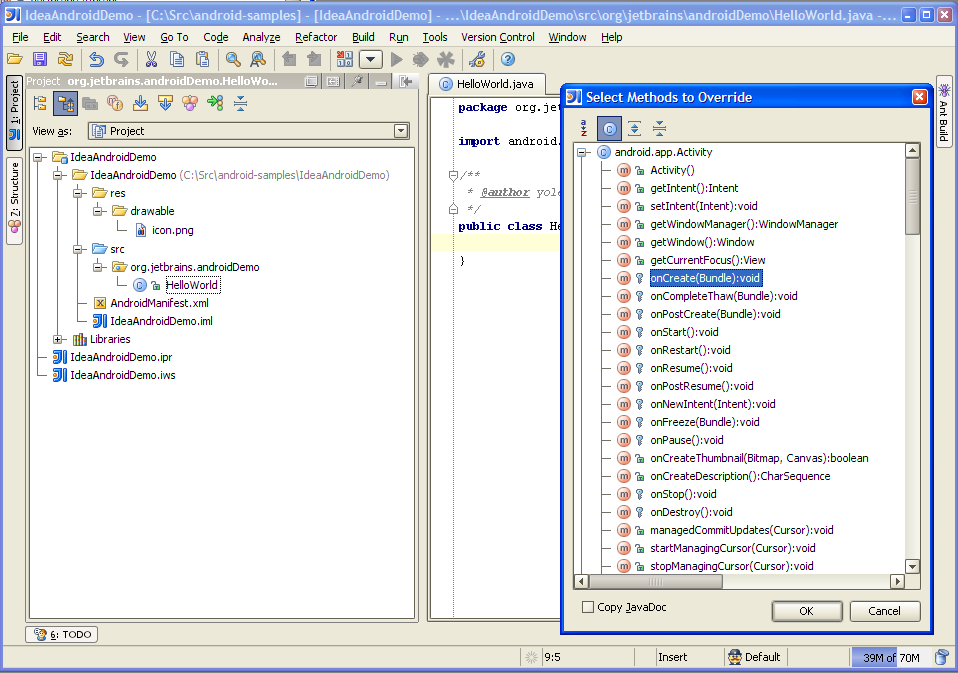 IdeaAndroidDemo - [C:\Src\android-samples] - [IdeaAndroidDemo] - ...\IdeaAndroidDemo\src\org\jetbrains\androidDemo\HelloWorld.java - ...
File Edit Search View Go To Code Analyze Refactor Build Run Tools Version Control Window Help
Project org.jetbrains.androidDemo.HelloWo...
View as: Project
1: Project
7: Structure
IdeaAndroidDemo
IdeaAndroidDemo (C:\Src\android-samples\IdeaAndroidDemo)
res
drawable
icon.png
src
org.jetbrains.androidDemo
HelloWorld
AndroidManifest.xml
IdeaAndroidDemo.iml
Libraries
IdeaAndroidDemo.ipr
IdeaAndroidDemo.iws
HelloWorld.java
package org.jet
import android.
/**
* @author yole
*/
public class He
}
Select Methods to Override
android.app.Activity
Activity()
getIntent():Intent
setIntent(Intent):void
getWindowManager():WindowManager
getWindow():Window
getCurrentFocus():View
onCreate(Bundle):void
onCompleteThaw(Bundle):void
onPostCreate(Bundle):void
onStart():void
onRestart():void
onResume():void
onPostResume():void
onNewIntent(Intent):void
onFreeze(Bundle):void
onPause():void
onCreateThumbnail(Bitmap, Canvas):boolean
onCreateDescription():CharSequence
onStop():void
onDestroy():void
managedCommitUpdates(Cursor):void
startManagingCursor(Cursor):void
stopManagingCursor(Cursor):void
Copy JavaDoc
OK Cancel
Ant Build
6: TODO
9:5 Insert Default 39M of 70M